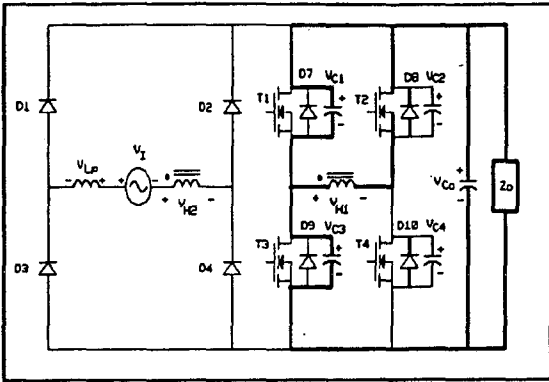 D7 VC1 D8 VC2
T1 T2
D1 D2
VLP VI
VH2 VH1
VCo Zo
D9 VC3 D10 VC4
T3 T4
D3 D4